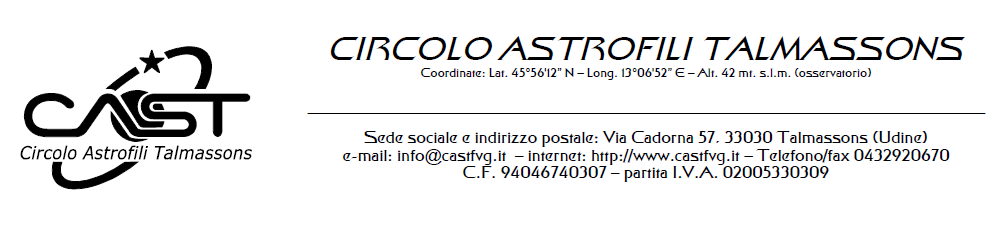 CAST
Circolo Astrofili Talmassons
CIRCOLO ASTROFILI TALMASSONS
Coordinate: Lat. 45°56'12" N – Long. 13°06'52" E – Alt. 42 mt. s.l.m. (osservatorio)
Sede sociale e indirizzo postale: Via Cadorna 57, 33030 Talmassons (Udine)
e-mail: info@castfvg.it – internet: http://www.castfvg.it – Telefono/fax 0432920670
C.F. 94046740307 – partita I.V.A. 02005330309